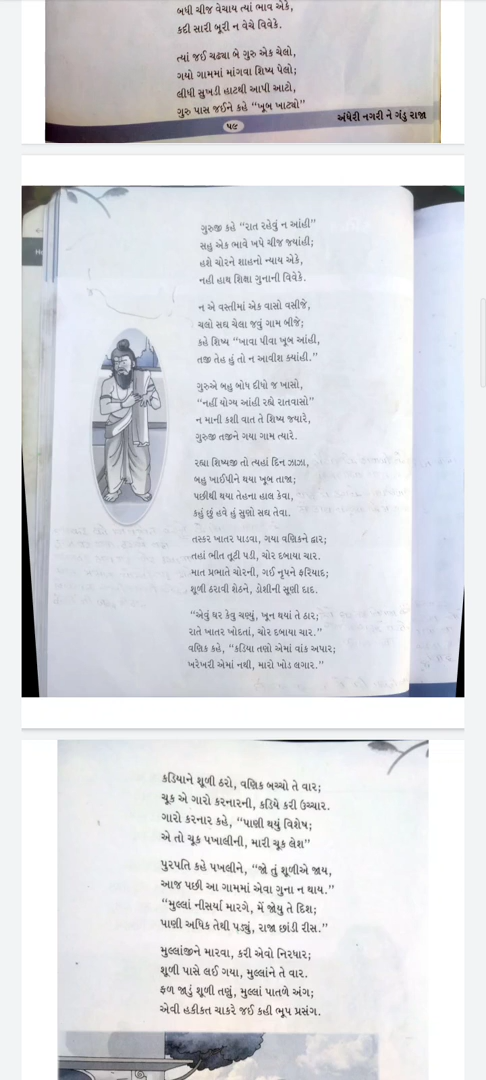 બધી ચીજ વેચાય ત્યાં ભાવ એકે,
કદી સારી બૂરી ન વેચે વિવેકે.
ત્યાં જઈ ચઢ્યા બે ગુરુ એક ચેલો,
ગયો ગામમાં માંગવા શિષ્ય પેલો;
લીધી સુખડી હાટથી આપી આટો,
ગુરુ પાસ જઈને કહે “ખૂબ ખાટ્યો”
૫૯
અંધેરી નગરી ને ગંડુ રાજા
ગુરુજી કહે “રાત રહેવું ન આંહી”
સહુ એક ભાવે ખપે ચીજ જ્યાંહી;
હશે ચોરને શાહનો ન્યાય એકે,
નહી હાથ શિક્ષા ગુનાની વિવેકે.
ન એ વસ્તીમાં એક વાસો વસીજે,
ચલો સદ્ય ચેલા જવું ગામ બીજે;
કહે શિષ્ય “ખાવા પીવા ખૂબ આંહી,
તજી તેહ હું તો ન આવીશ ક્યાંહી.”
ગુરુએ બહુ બોધ દીધો જ ખાસો,
“નહીં યોગ્ય આંહી રહ્યે રાતવાસો”
ન માની કશી વાત તે શિષ્ય જ્યારે,
ગુરુજી તજીને ગયા ગામ ત્યારે.
રહ્યા શિષ્યજી તો ત્યહાં દિન ઝાઝા,
બહુ ખાઈપીને થયા ખૂબ તાજા;
પછીથી થયા તેહના હાલ કેવા,
કહું છું હવે હું સુણો સદ્ય તેવા.
તસ્કર ખાતર પાડવા, ગયા વણિકને દ્વાર;
તહાં ભીત તૂટી પડી, ચોર દબાયા ચાર.
માત પ્રભાતે ચોરની, ગઈ નૃપને ફરિયાદ;
શૂળી ઠરાવી શેઠને, ડોશીની સુણી દાદ.
“એવું ઘર કેવુ ચણ્યું, ખૂન થયાં તે ઠાર;
રાતે ખાતર ખોદતાં, ચોર દબાયા ચાર.”
વણિક કહે, “કડિયા તણો એમાં વાંક અપાર;
ખરેખરી એમાં નથી, મારો ખોડ લગાર.”
કડિયાને શૂળી ઠરો, વણિક બચ્યો તે વાર;
ચૂક એ ગારો કરનારની, કડિયે કરી ઉચ્ચાર.
ગારો કરનાર કહે, “પાણી થયું વિશેષ;
એ તો ચૂક પખાલીની, મારી ચૂક લેશ”
પુરપતિ કહે પખલીને, “જો તું શૂળીએ જાય,
આજ પછી આ ગામમાં એવા ગુના ન થાય.”
“મુલ્લાં નીસર્યા મારગે, મેં જોયુ તે દિશ;
પાણી અધિક તેથી પડ્યું, રાજા છાંડી રીસ.”
મુલ્લાંજીને મારવા, કરી એવો નિરધાર;
શૂળી પાસે લઈ ગયા, મુલ્લાંને તે વાર.
ફળ જાડું શૂળી તણું, મુલ્લાં પાતળે અંગ;
એવી હકીકત ચાકરે જઈ કહી ભૂપ પ્રસંગ.